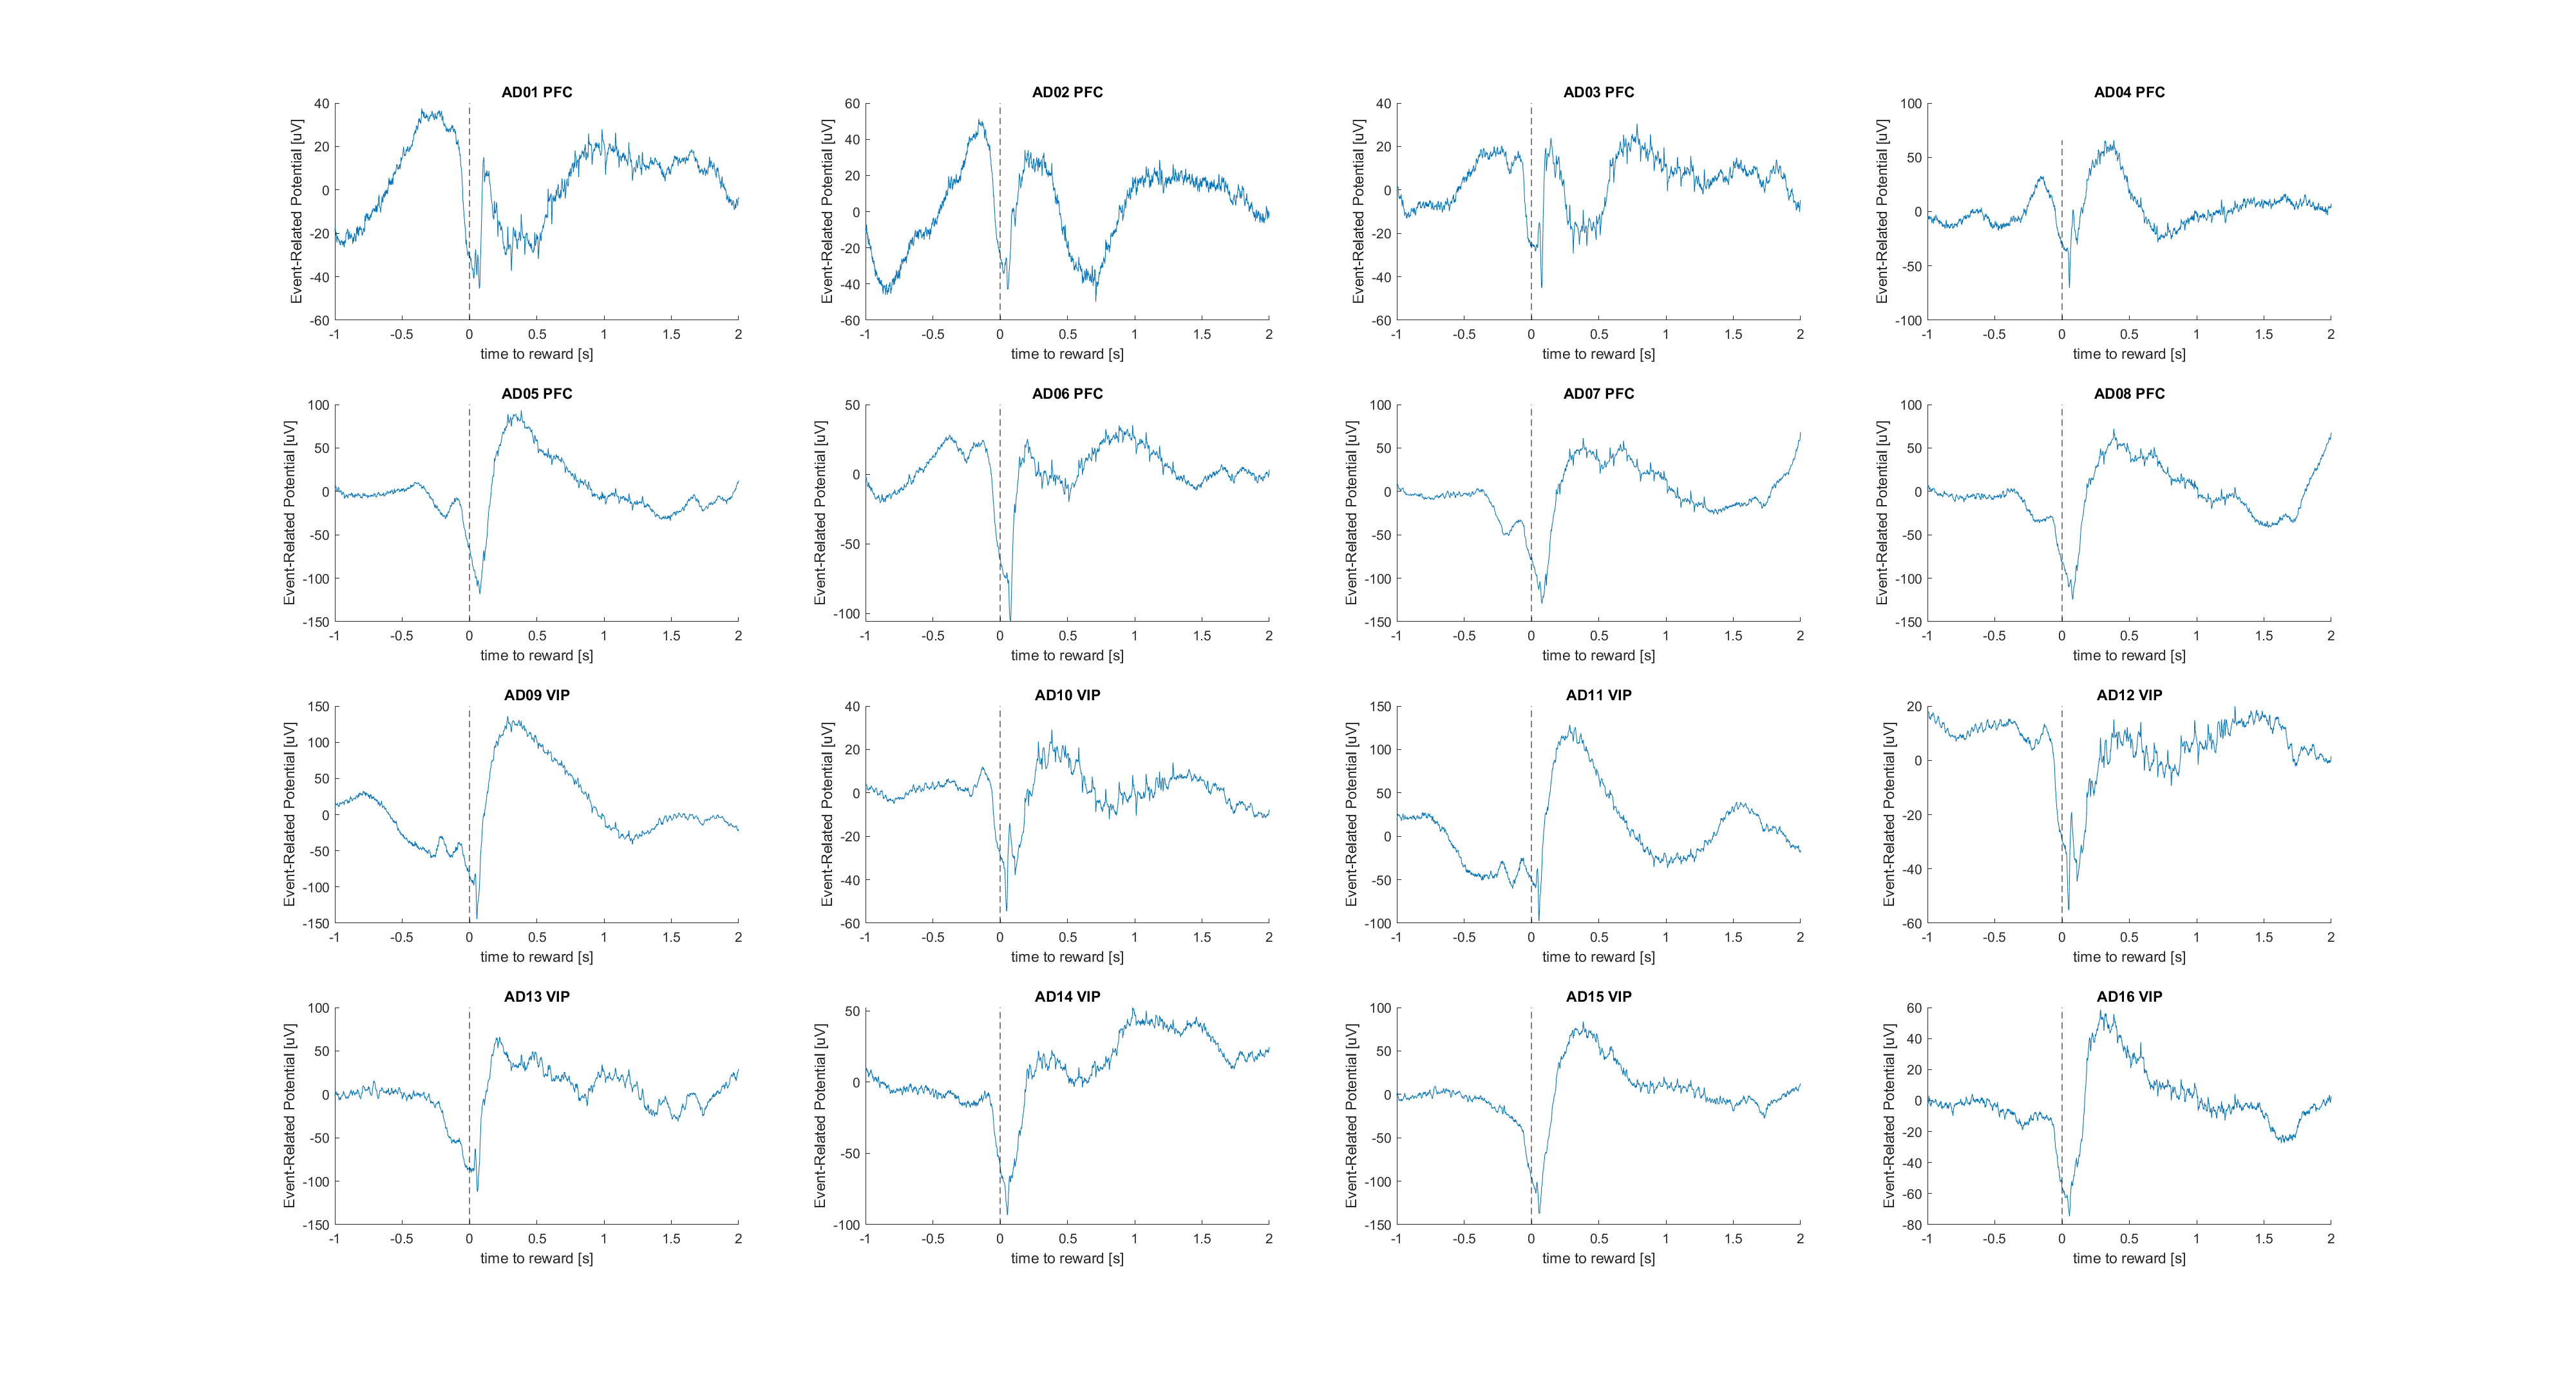 AD01 PFC
Event-Related Potential [uV]
40
20
0
-20
-40
-60
-1 -0.5 0 0.5 1 1.5 2
time to reward [s]
AD02 PFC
Event-Related Potential [uV]
60
40
20
0
-20
-40
-60
-1 -0.5 0 0.5 1 1.5 2
time to reward [s]
AD03 PFC
Event-Related Potential [uV]
40
20
0
-20
-40
-60
-1 -0.5 0 0.5 1 1.5 2
time to reward [s]
AD04 PFC
Event-Related Potential [uV]
100
50
0
-50
-100
-1 -0.5 0 0.5 1 1.5 2
time to reward [s]
AD05 PFC
Event-Related Potential [uV]
100
50
0
-50
-100
-150
-1 -0.5 0 0.5 1 1.5 2
time to reward [s]
AD06 PFC
Event-Related Potential [uV]
50
0
-50
-100
-1 -0.5 0 0.5 1 1.5 2
time to reward [s]
AD07 PFC
Event-Related Potential [uV]
100
50
0
-50
-100
-150
-1 -0.5 0 0.5 1 1.5 2
time to reward [s]
AD08 PFC
Event-Related Potential [uV]
100
50
0
-50
-100
-150
-1 -0.5 0 0.5 1 1.5 2
time to reward [s]
AD09 VIP
Event-Related Potential [uV]
150
100
50
0
-50
-100
-150
-1 -0.5 0 0.5 1 1.5 2
time to reward [s]
AD10 VIP
Event-Related Potential [uV]
40
20
0
-20
-40
-60
-1 -0.5 0 0.5 1 1.5 2
time to reward [s]
AD11 VIP
Event-Related Potential [uV]
150
100
50
0
-50
-100
-1 -0.5 0 0.5 1 1.5 2
time to reward [s]
AD12 VIP
Event-Related Potential [uV]
20
0
-20
-40
-60
-1 -0.5 0 0.5 1 1.5 2
time to reward [s]
AD13 VIP
Event-Related Potential [uV]
100
50
0
-50
-100
-150
-1 -0.5 0 0.5 1 1.5 2
time to reward [s]
AD14 VIP
Event-Related Potential [uV]
50
0
-50
-100
-1 -0.5 0 0.5 1 1.5 2
time to reward [s]
AD15 VIP
Event-Related Potential [uV]
100
50
0
-50
-100
-150
-1 -0.5 0 0.5 1 1.5 2
time to reward [s]
AD16 VIP
Event-Related Potential [uV]
60
40
20
0
-20
-40
-60
-80
-1 -0.5 0 0.5 1 1.5 2
time to reward [s]